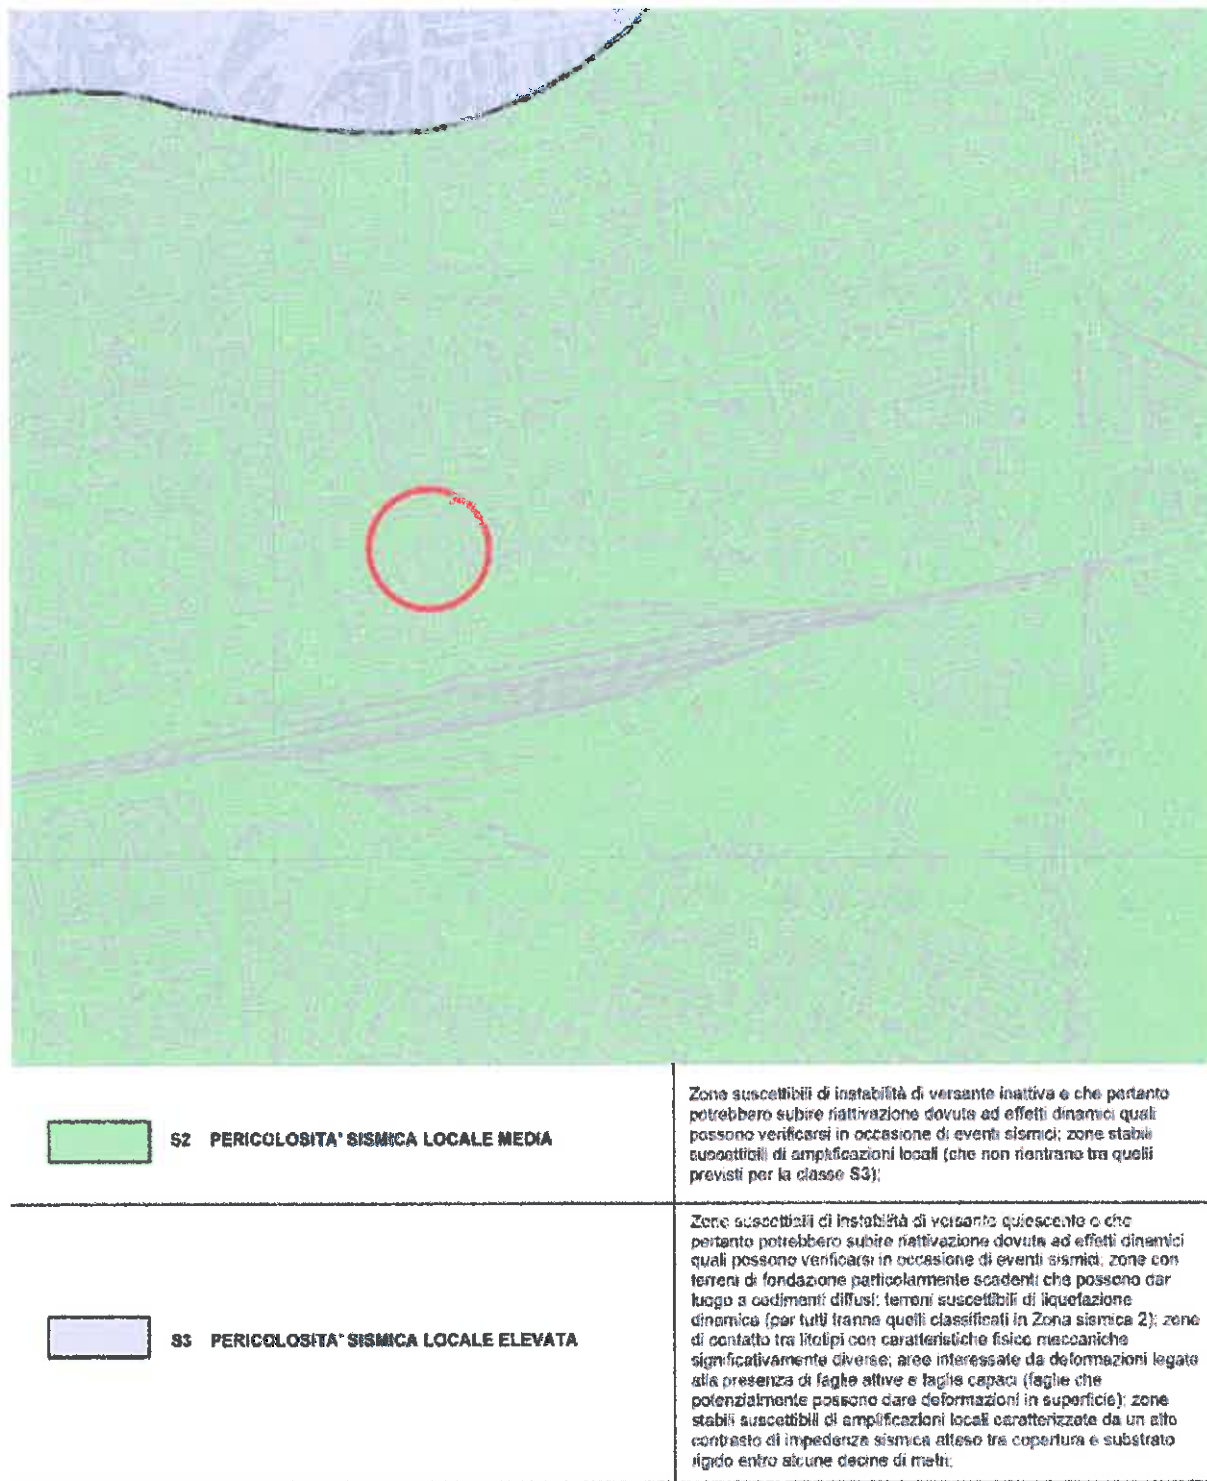 S2 PERICOLOSITA' SISMICA LOCALE MEDIA
Zone suscettibili di instabilità di versante inattiva e che pertanto
potrebbero subire riattivazione dovuta ad effetti dinamici quali
possono verificarsi in occasione di eventi sismici; zone stabili
suscettibili di amplificazioni locali (che non rientrano tra quelli
previsti per la classe S3);
S3 PERICOLOSITA' SISMICA LOCALE ELEVATA
Zone suscettibili di instabilità di versante quiescente e che
pertanto potrebbero subire riattivazione dovuta ad effetti dinamici
quali possono verificarsi in occasione di eventi sismici; zone con
terreni di fondazione particolarmente scadenti che possono dar
luogo a cedimenti diffusi; terreni suscettibili di liquefazione
dinamica (per tutti tranne quelli classificati in Zona sismica 2); zone
di contatto tra litotipi con caratteristiche fisico meccaniche
significativamente diverse; aree interessate da deformazioni legate
alla presenza di faglie attive e faglie capaci (faglie che
potenzialmente possono dare deformazioni in superficie); zone
stabili suscettibili di amplificazioni locali caratterizzate da un alto
contrasto di impedenza sismica atteso tra copertura e substrato
rigido entro alcune decine di metri;